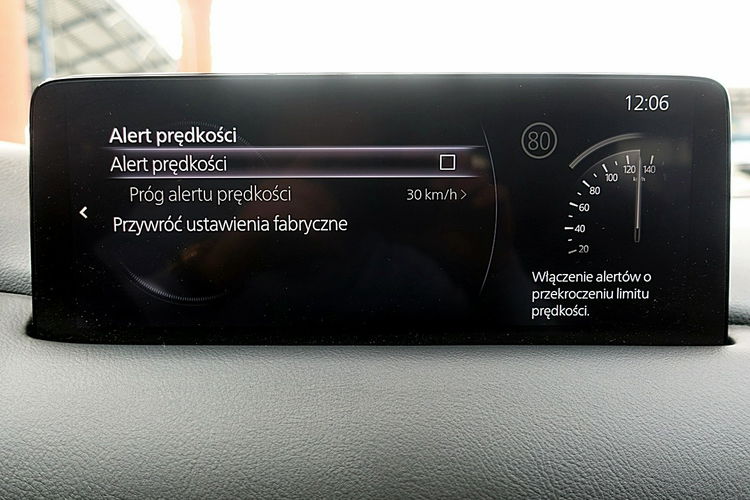 12:06
Alert prędkości
Alert prędkości
Próg alertu prędkości 30 km/h >
Przywróć ustawienia fabryczne
80
20
40
60
80
100
120
140
km/h
Włączenie alertów o
przekroczeniu limitu
prędkości.